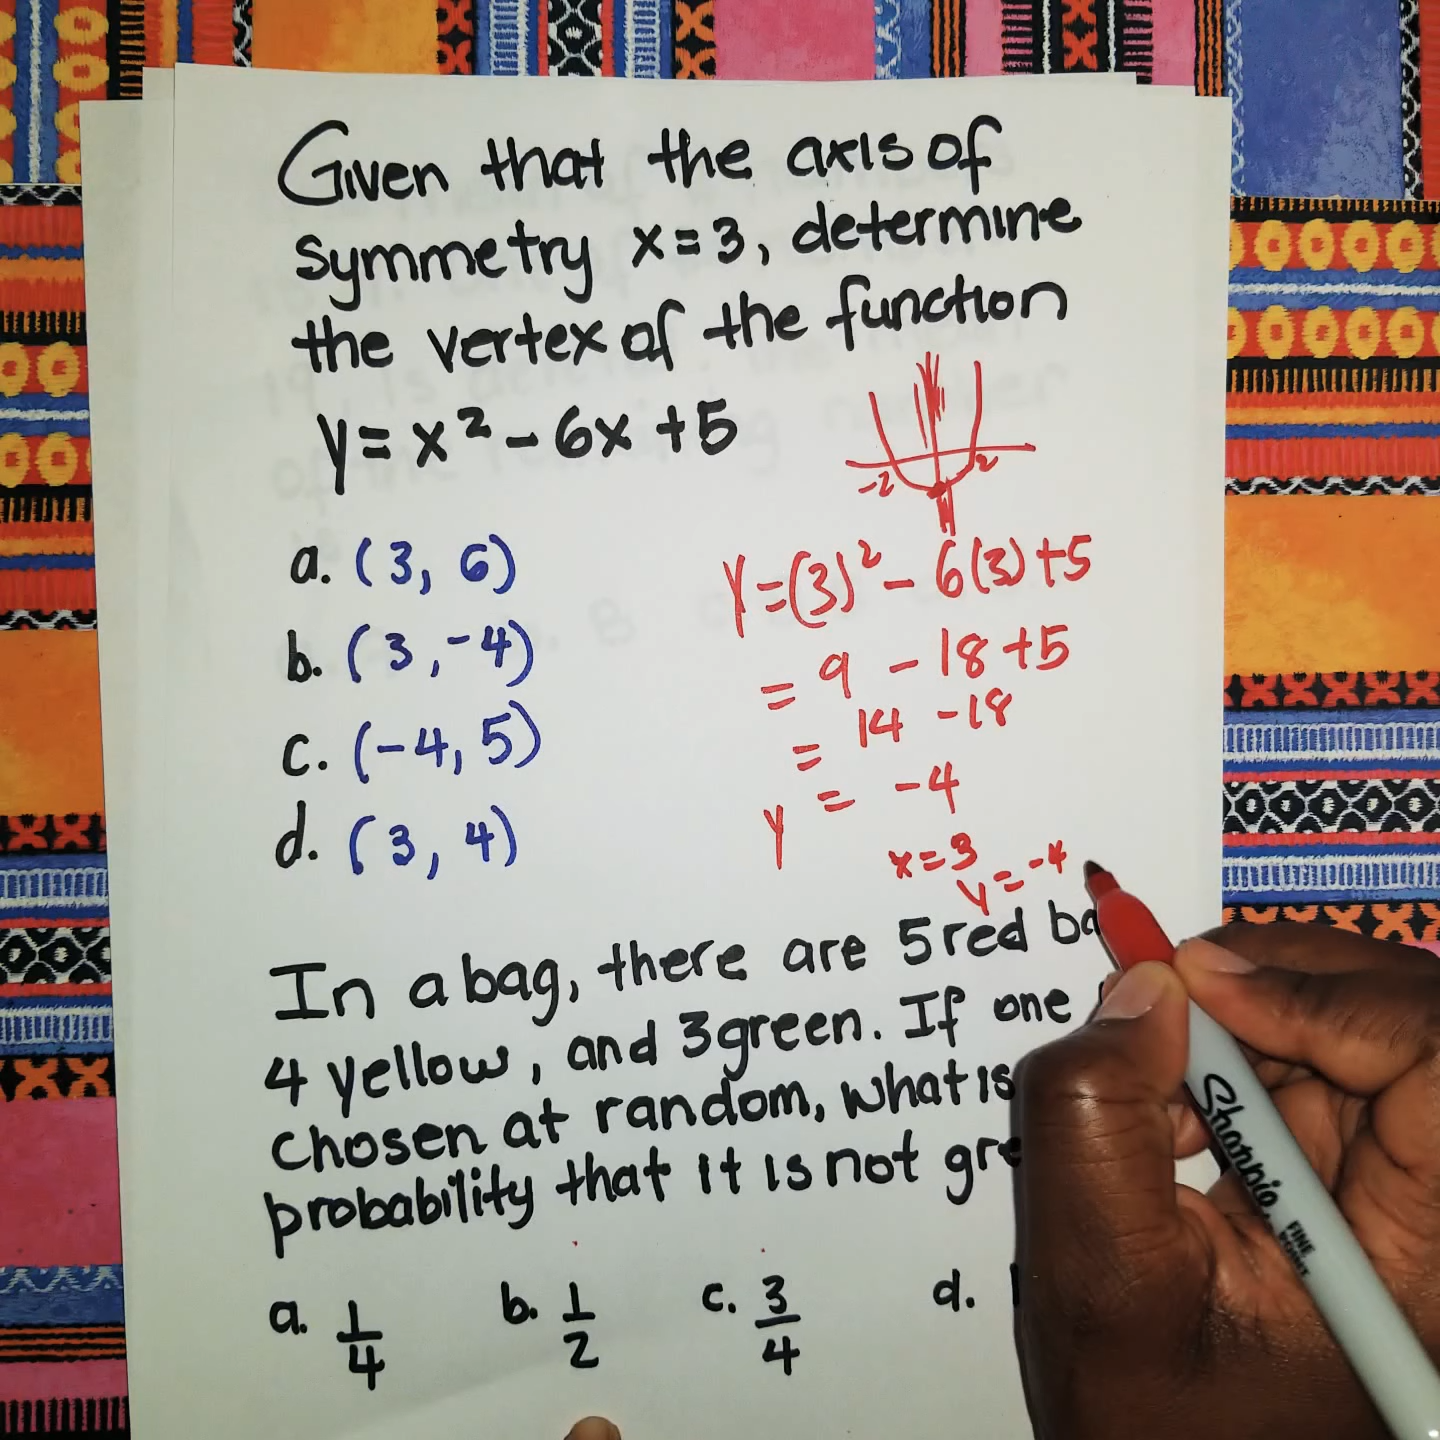 Given that the axis of
symmetry x=3, determine
the vertex of the function
y = x² - 6x + 5
-2 2
a. (3, 6)
b. (3, -4)
c. (-4, 5)
d. (3, 4)
y = (3)² - 6(3) + 5
= 9 - 18 + 5
= 14 - 18
y = -4
x = 3
y = -4
In a bag, there are 5 red
4 yellow, and 3 green. If one
chosen at random, what is
probability that it is not
a. 1/4 b. 1/2 c. 3/4 d.
Sharpie
FINE
POINT